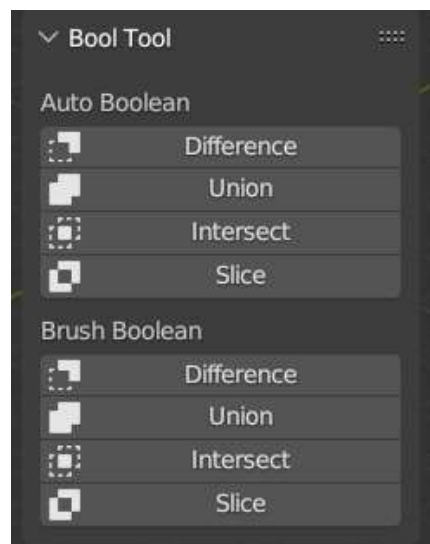 Bool Tool
Auto Boolean
Difference
Union
Intersect
Slice
Brush Boolean
Difference
Union
Intersect
Slice